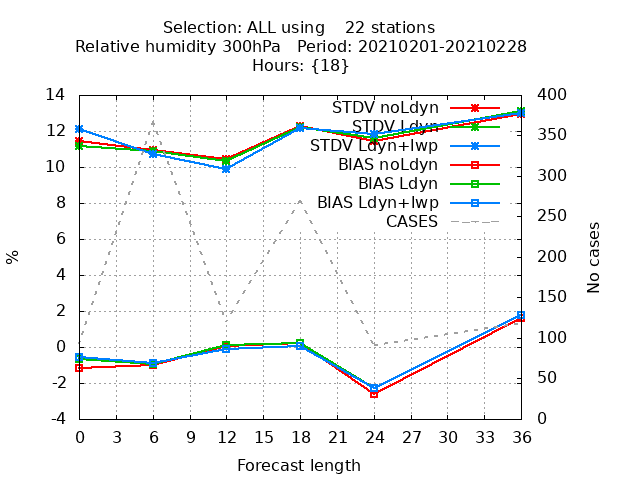 Selection: ALL using    22 stations
Relative humidity 300hPa   Period: 20210201-20210228
Hours: {18}
14
12
10
8
6
4
2
0
-2
-4
%
STDV noLdyn
STDV Ldyn
STDV Ldyn+lwp
BIAS noLdyn
BIAS Ldyn
BIAS Ldyn+lwp
CASES
400
350
300
250
200
150
100
50
0
No cases
0 3 6 9 12 15 18 21 24 27 30 33 36
Forecast length